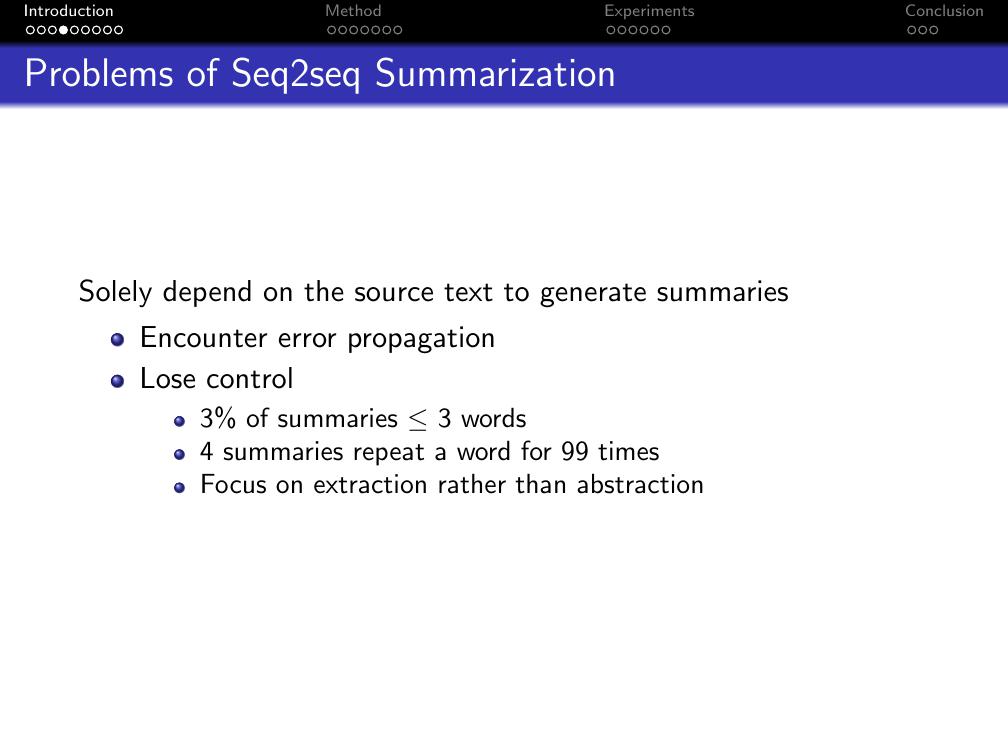 Introduction Method Experiments Conclusion
Problems of Seq2seq Summarization
Solely depend on the source text to generate summaries
Encounter error propagation
Lose control
3% of summaries ≤ 3 words
4 summaries repeat a word for 99 times
Focus on extraction rather than abstraction